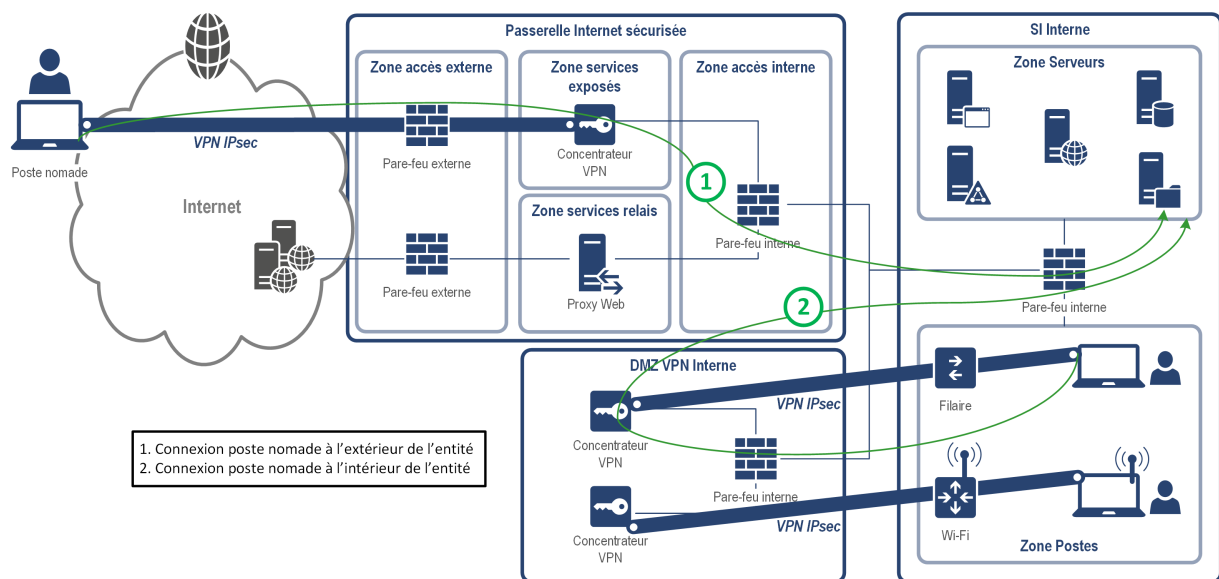 Passerelle Internet sécurisée
SI Interne
Zone accès externe
Zone services
exposés
Zone accès interne
Zone Serveurs
VPN IPsec
Poste nomade
Pare-feu externe
Concentrateur
VPN
1
Internet
Zone services relais
Pare-feu interne
Pare-feu externe
Proxy Web
Pare-feu interne
2
DMZ VPN Interne
VPN IPsec
Filaire
Concentrateur
VPN
1. Connexion poste nomade à l'extérieur de l'entité
2. Connexion poste nomade à l'intérieur de l'entité
Pare-feu interne
VPN IPsec
Concentrateur
VPN
Wi-Fi
Zone Postes